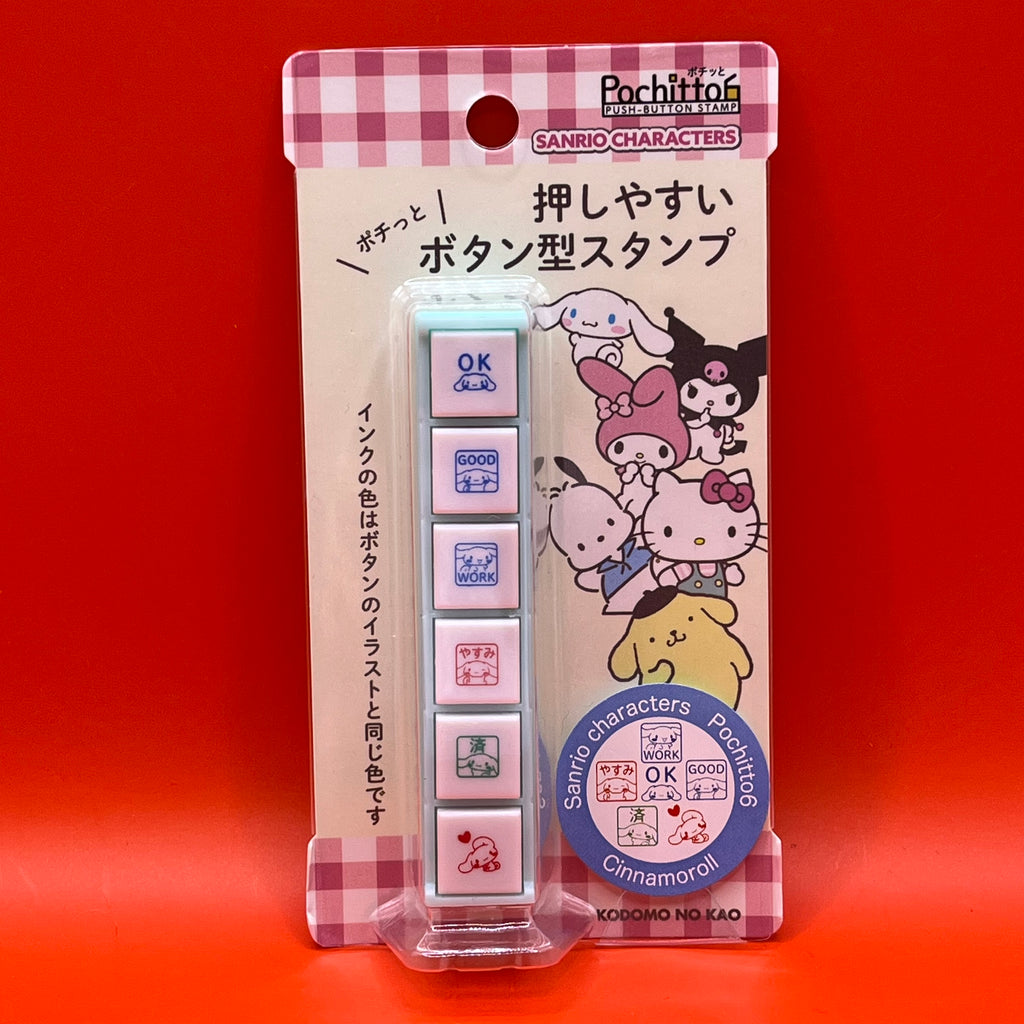 ポチッと
Pochitto6
PUSH-BUTTON STAMP
SANRIO CHARACTERS
ポチっと
押しやすい
ボタン型スタンプ
インクの色はボタンのイラストと同じ色です
OK
GOOD
WORK
やすみ
済
Sanrio characters Pochitto6
WORK
やすみ
OK
GOOD
済
Cinnamoroll
KODOMO NO KAO